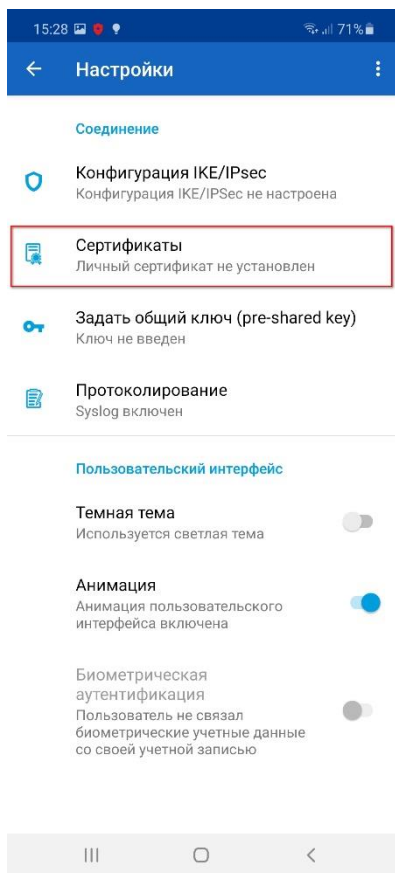 15:28 71%
Настройки
Соединение
Конфигурация IKE/IPsec
Конфигурация IKE/IPsec не настроена
Сертификаты
Личный сертификат не установлен
Задать общий ключ (pre-shared key)
Ключ не введен
Протоколирование
Syslog включен
Пользовательский интерфейс
Темная тема
Используется светлая тема
Анимация
Анимация пользовательского
интерфейса включена
Биометрическая
аутентификация
Пользователь не связал
биометрические учетные данные
со своей учетной записью